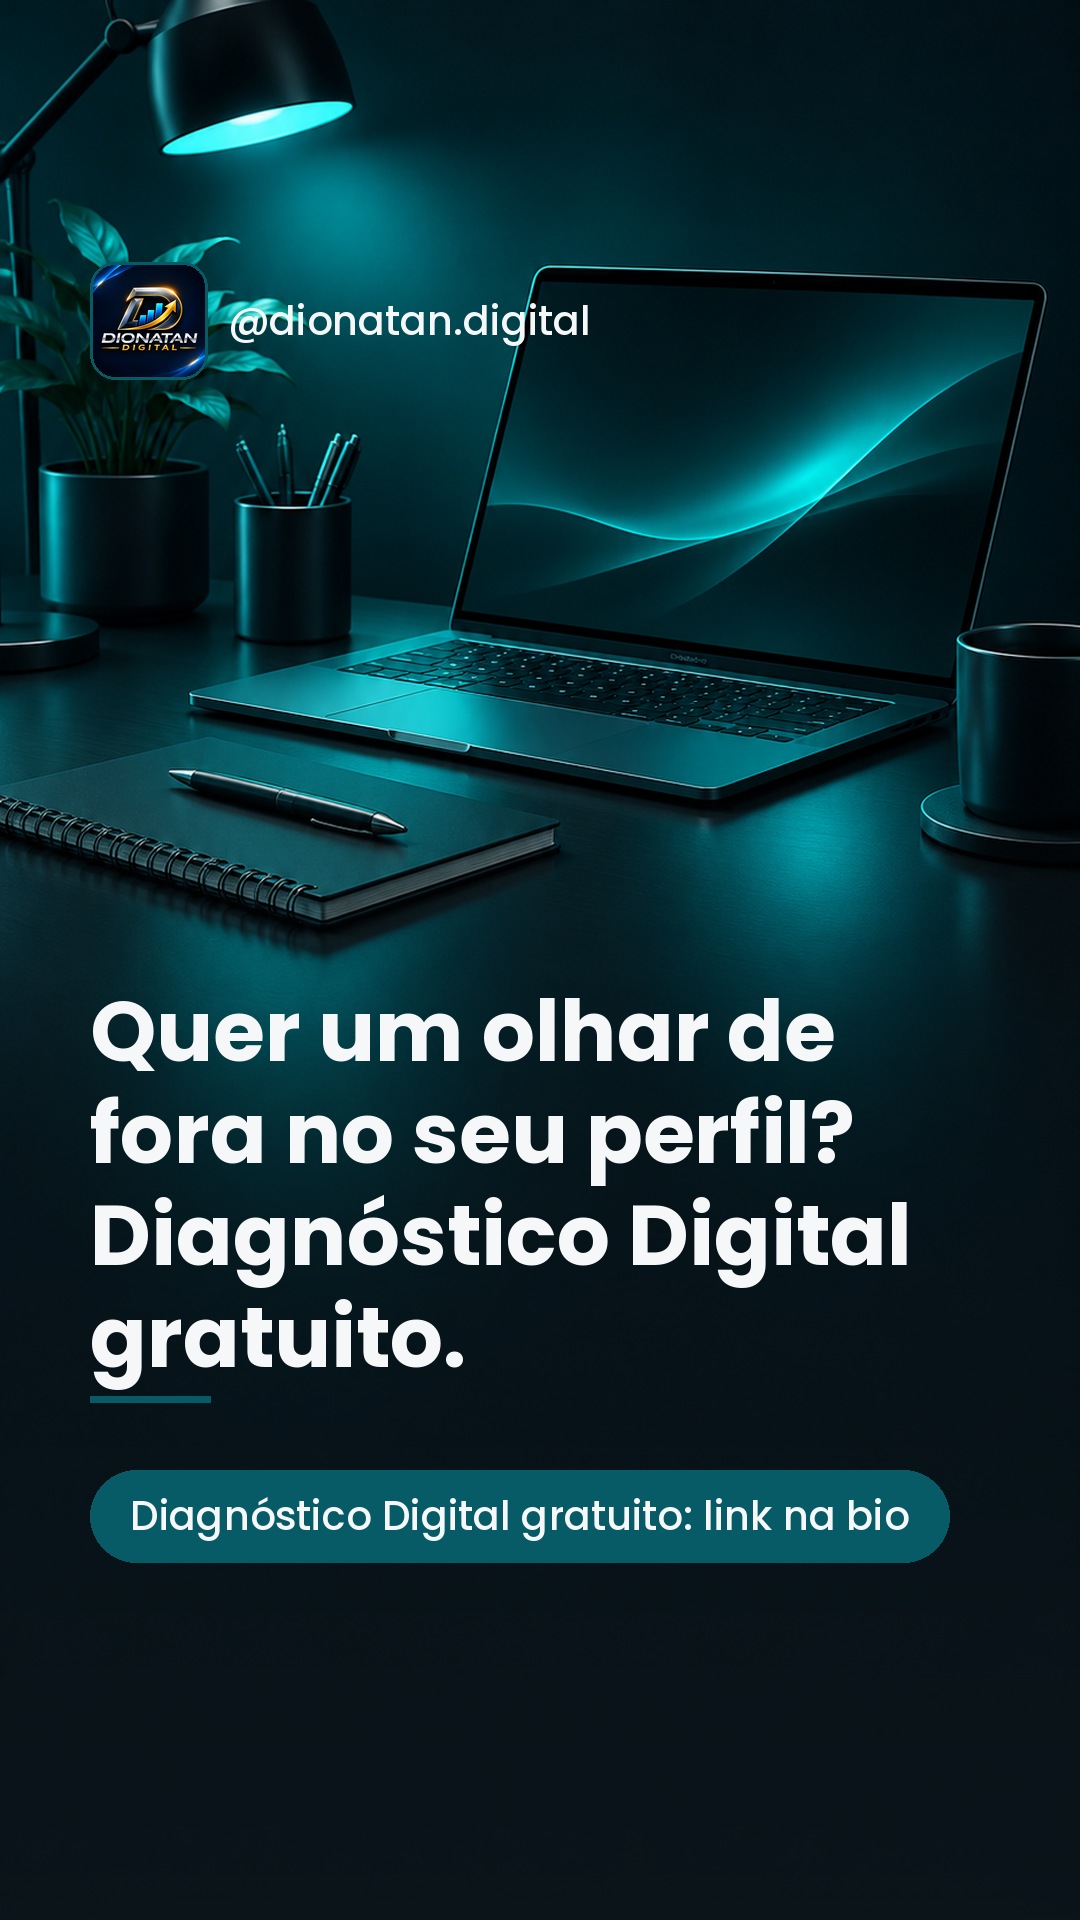 DIONATAN
DIGITAL
@dionatan.digital
Quer um olhar de
fora no seu perfil?
Diagnóstico Digital
gratuito.
Diagnóstico Digital gratuito: link na bio